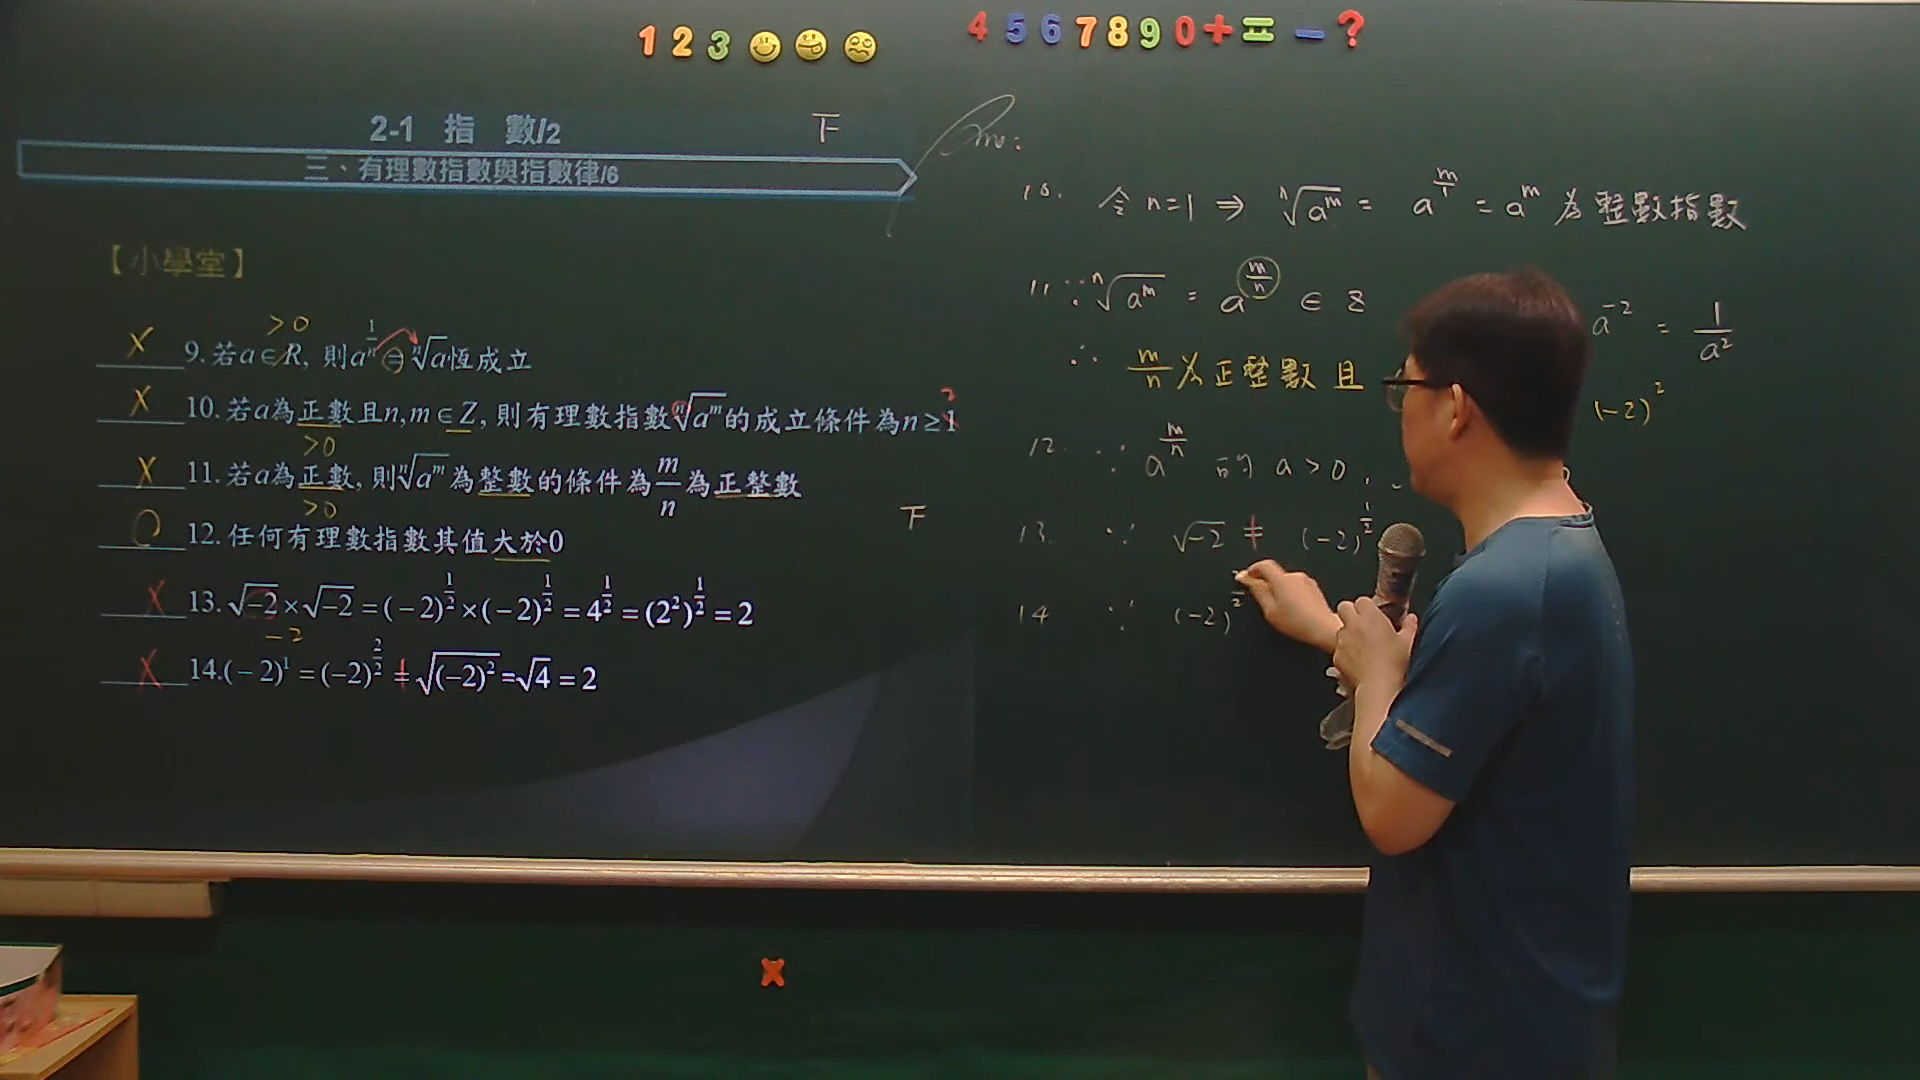 1 2 3
4 5 6 7 8 9 0 + = − ?
2-1 指 數/2
下
三、有理數指數與指數律/6
【小學堂】
> 0
X 9. 若a∈R, 則a^{1/n} = ⁿ√a恆成立
X 10. 若a為正數且n,m∈Z, 則有理數指數ⁿ√a^m的成立條件為n≥1
2
>0
X 11. 若a為正數, 則ⁿ√a^m為整數的條件為m/n為正整數
>0
O 12. 任何有理數指數其值大於0
下
X 13. √-2 × √-2 = (-2)^{1/2} × (-2)^{1/2} = 4^{1/2} = (2²)^{1/2} = 2
-2
X 14. (-2)¹ = (-2)^{2/2} ≠ √(-2)² = √4 = 2
10. 令 n=1 ⇒ ⁿ√a^m = a^{m/1} = a^m 為整數指數
11 ∵ ⁿ√a^m = a^{m/n} ∈ Z
a^{-2} = 1/a²
∴ m/n 為正整數 且
(-2)²
12. ∵ a^{m/n} 的 a > 0
13. ∵ √-2 ≠ (-2)^{1/2}
14 ∵ (-2)
x